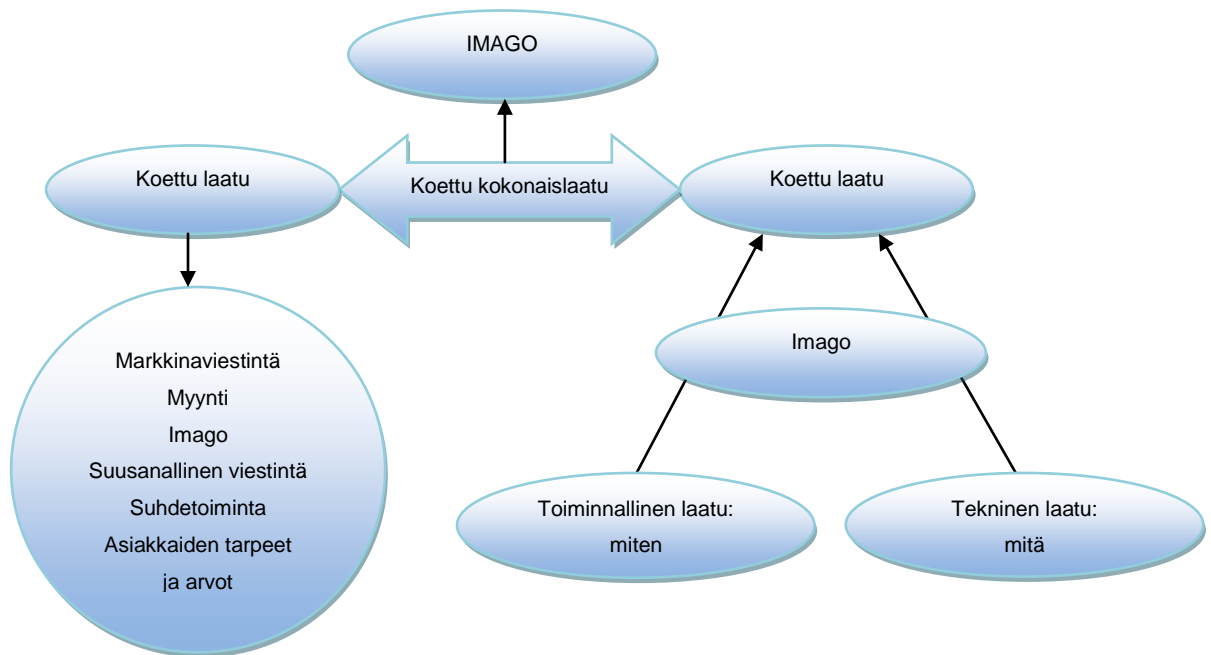 IMAGO
Koettu laatu
Koettu kokonaislaatu
Koettu laatu
Markkinaviestintä
Myynti
Imago
Suusanallinen viestintä
Suhdetoiminta
Asiakkaiden tarpeet
ja arvot
Imago
Toiminnallinen laatu:
miten
Tekninen laatu:
mitä